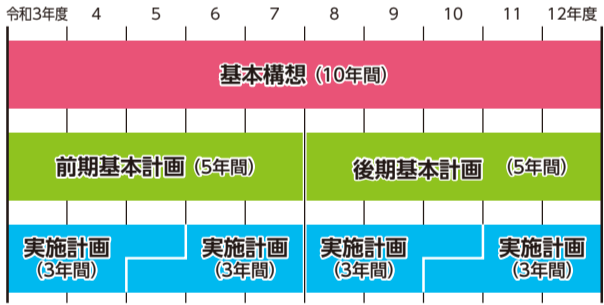 令和3年度 4 5 6 7 8 9 10 11 12年度
基本構想（10年間）
前期基本計画（5年間） 後期基本計画（5年間）
実施計画 実施計画 実施計画 実施計画
（3年間） （3年間） （3年間） （3年間）